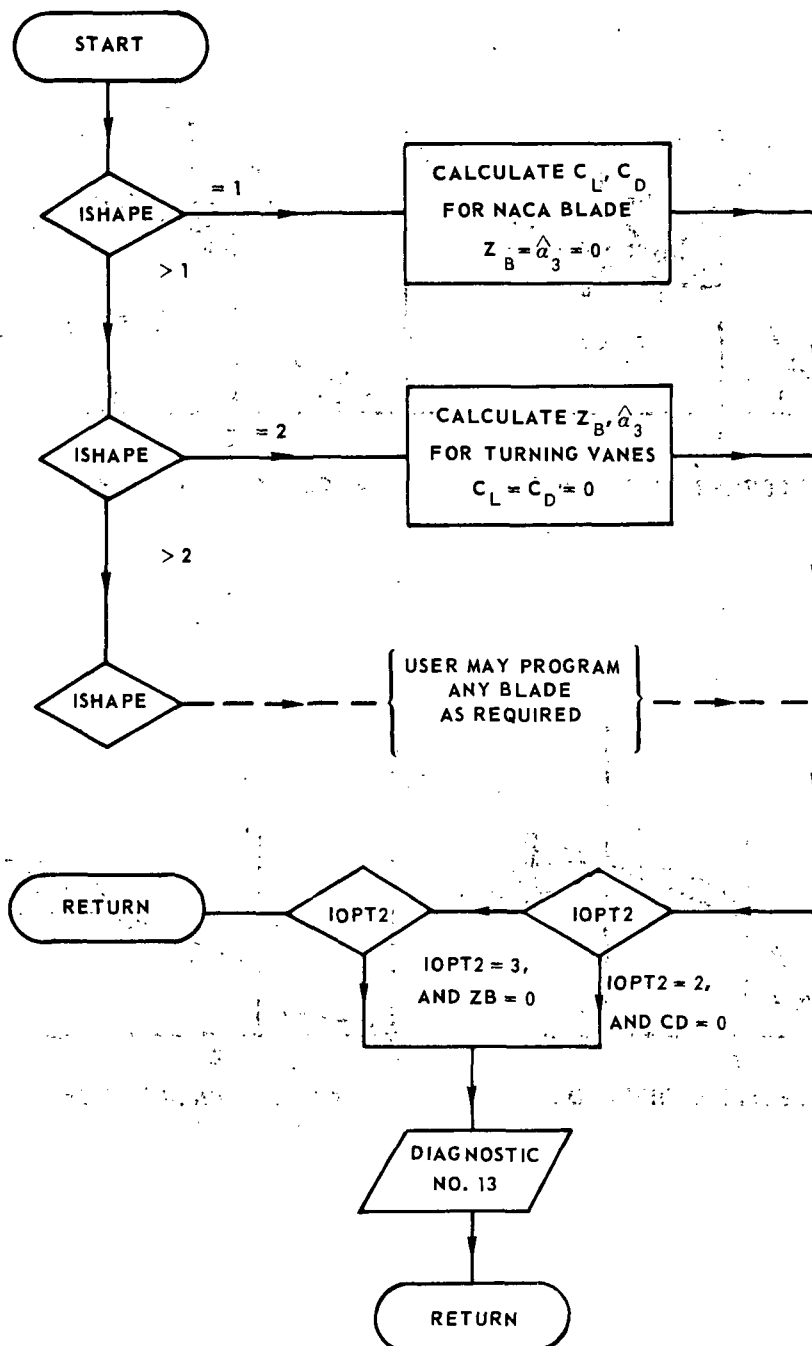 START
ISHAPE
= 1
CALCULATE C_L, C_D
FOR NACA BLADE
Z_B = α̂_3 = 0
> 1
ISHAPE
= 2
CALCULATE Z_B, α̂_3
FOR TURNING VANES
C_L = C_D = 0
> 2
ISHAPE
USER MAY PROGRAM
ANY BLADE
AS REQUIRED
RETURN
IOPT2
IOPT2
IOPT2 = 3,
AND ZB = 0
IOPT2 = 2,
AND CD = 0
DIAGNOSTIC
NO. 13
RETURN